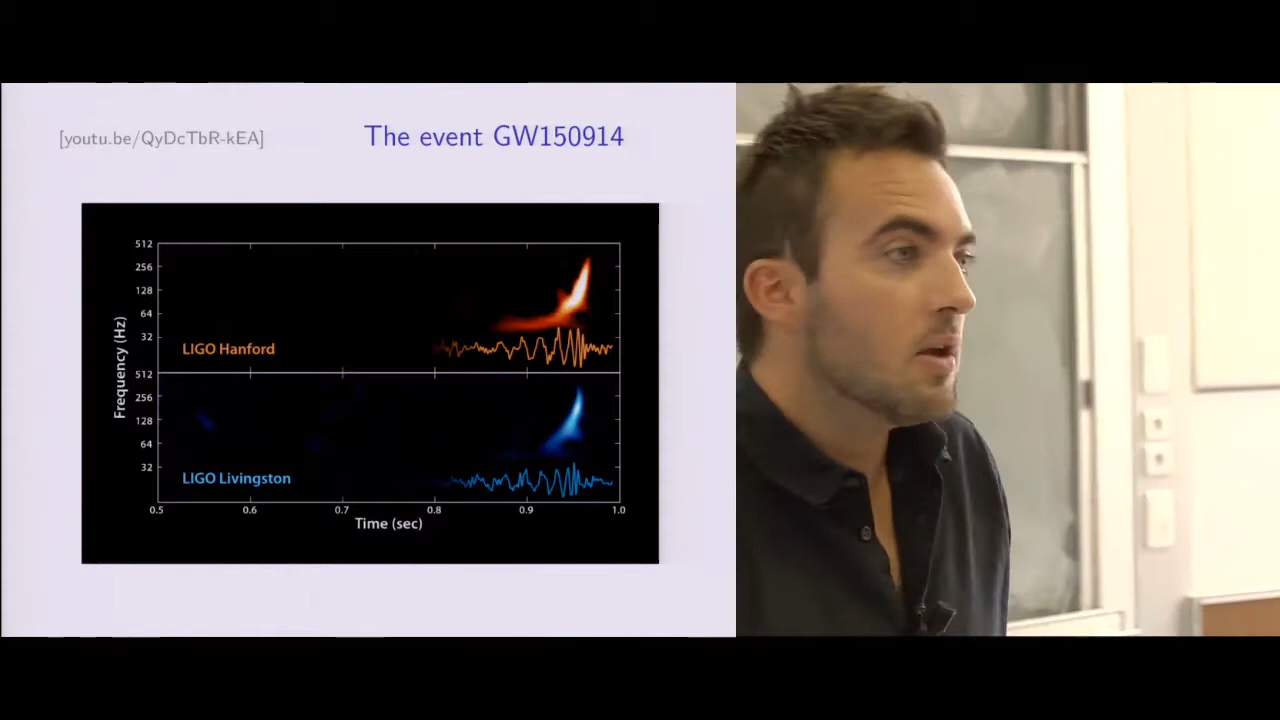 [youtu.be/QyDcTbR-kEA]
The event GW150914
512
256
128
64
32
LIGO Hanford
512
256
128
64
32
LIGO Livingston
Frequency (Hz)
0.5 0.6 0.7 0.8 0.9 1.0
Time (sec)